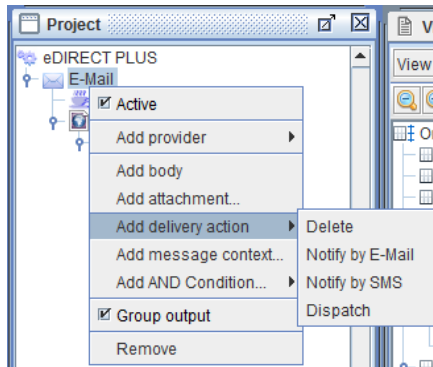 Project
eDIRECT PLUS
E-Mail
Active
Add provider
Add body
Add attachment...
Add delivery action
Add message context...
Add AND Condition...
Group output
Remove
Delete
Notify by E-Mail
Notify by SMS
Dispatch
V
View
O